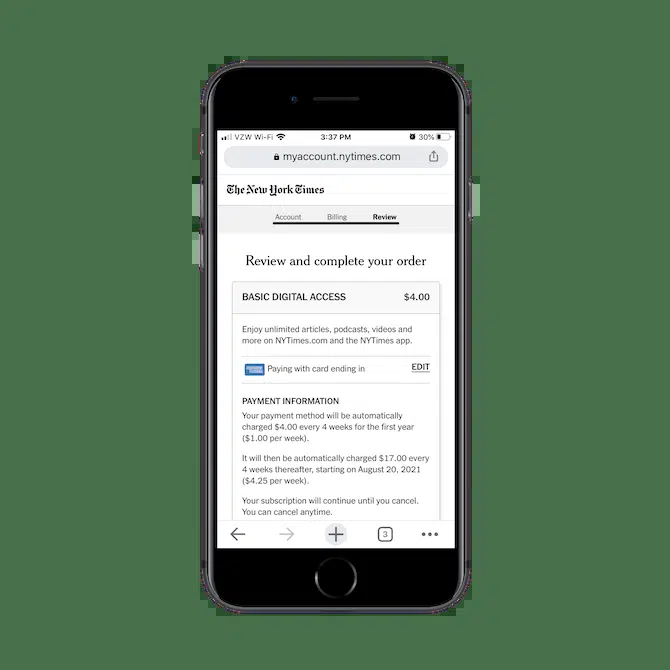 VZW Wi-Fi 3:37 PM 30%
myaccount.nytimes.com
The New York Times
Account Billing Review
Review and complete your order
BASIC DIGITAL ACCESS $4.00
Enjoy unlimited articles, podcasts, videos and
more on NYTimes.com and the NYTimes app.
Paying with card ending in EDIT
PAYMENT INFORMATION
Your payment method will be automatically
charged $4.00 every 4 weeks for the first year
($1.00 per week).
It will then be automatically charged $17.00 every
4 weeks thereafter, starting on August 20, 2021
($4.25 per week).
Your subscription will continue until you cancel.
You can cancel anytime.
3